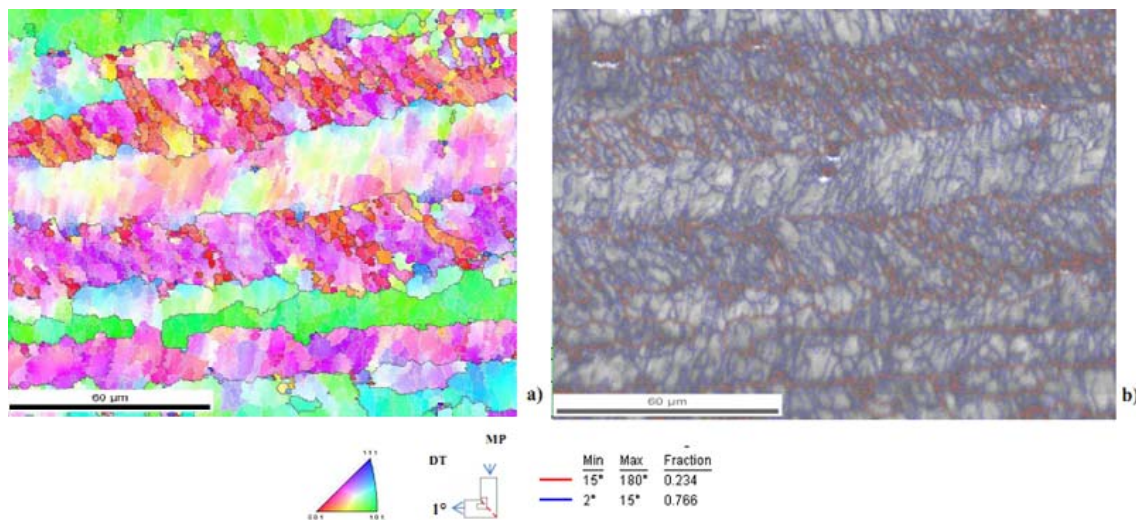 60 µm
a)
60 µm
b)
MP
DT
1°
111
001
101
Min Max Fraction
15° 180° 0.234
2° 15° 0.766